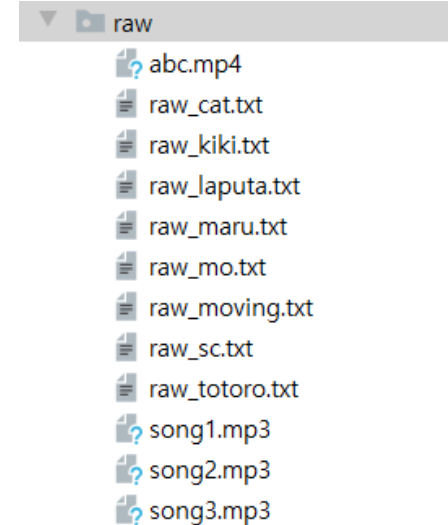 raw
abc.mp4
raw_cat.txt
raw_kiki.txt
raw_laputa.txt
raw_maru.txt
raw_mo.txt
raw_moving.txt
raw_sc.txt
raw_totoro.txt
song1.mp3
song2.mp3
song3.mp3